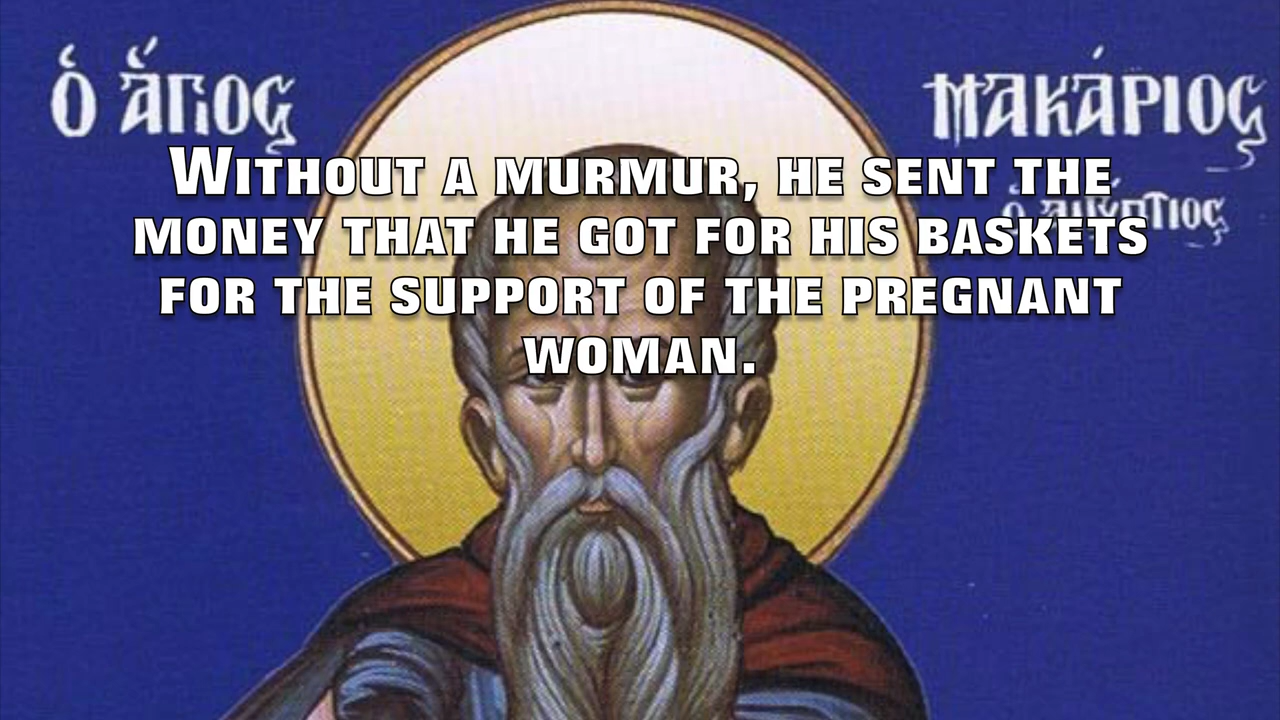 ὁ ἅγιος
ΜΑΚΆΡΙΟς
WITHOUT A MURMUR, HE SENT THE
MONEY THAT HE GOT FOR HIS BASKETS
FOR THE SUPPORT OF THE PREGNANT
WOMAN.